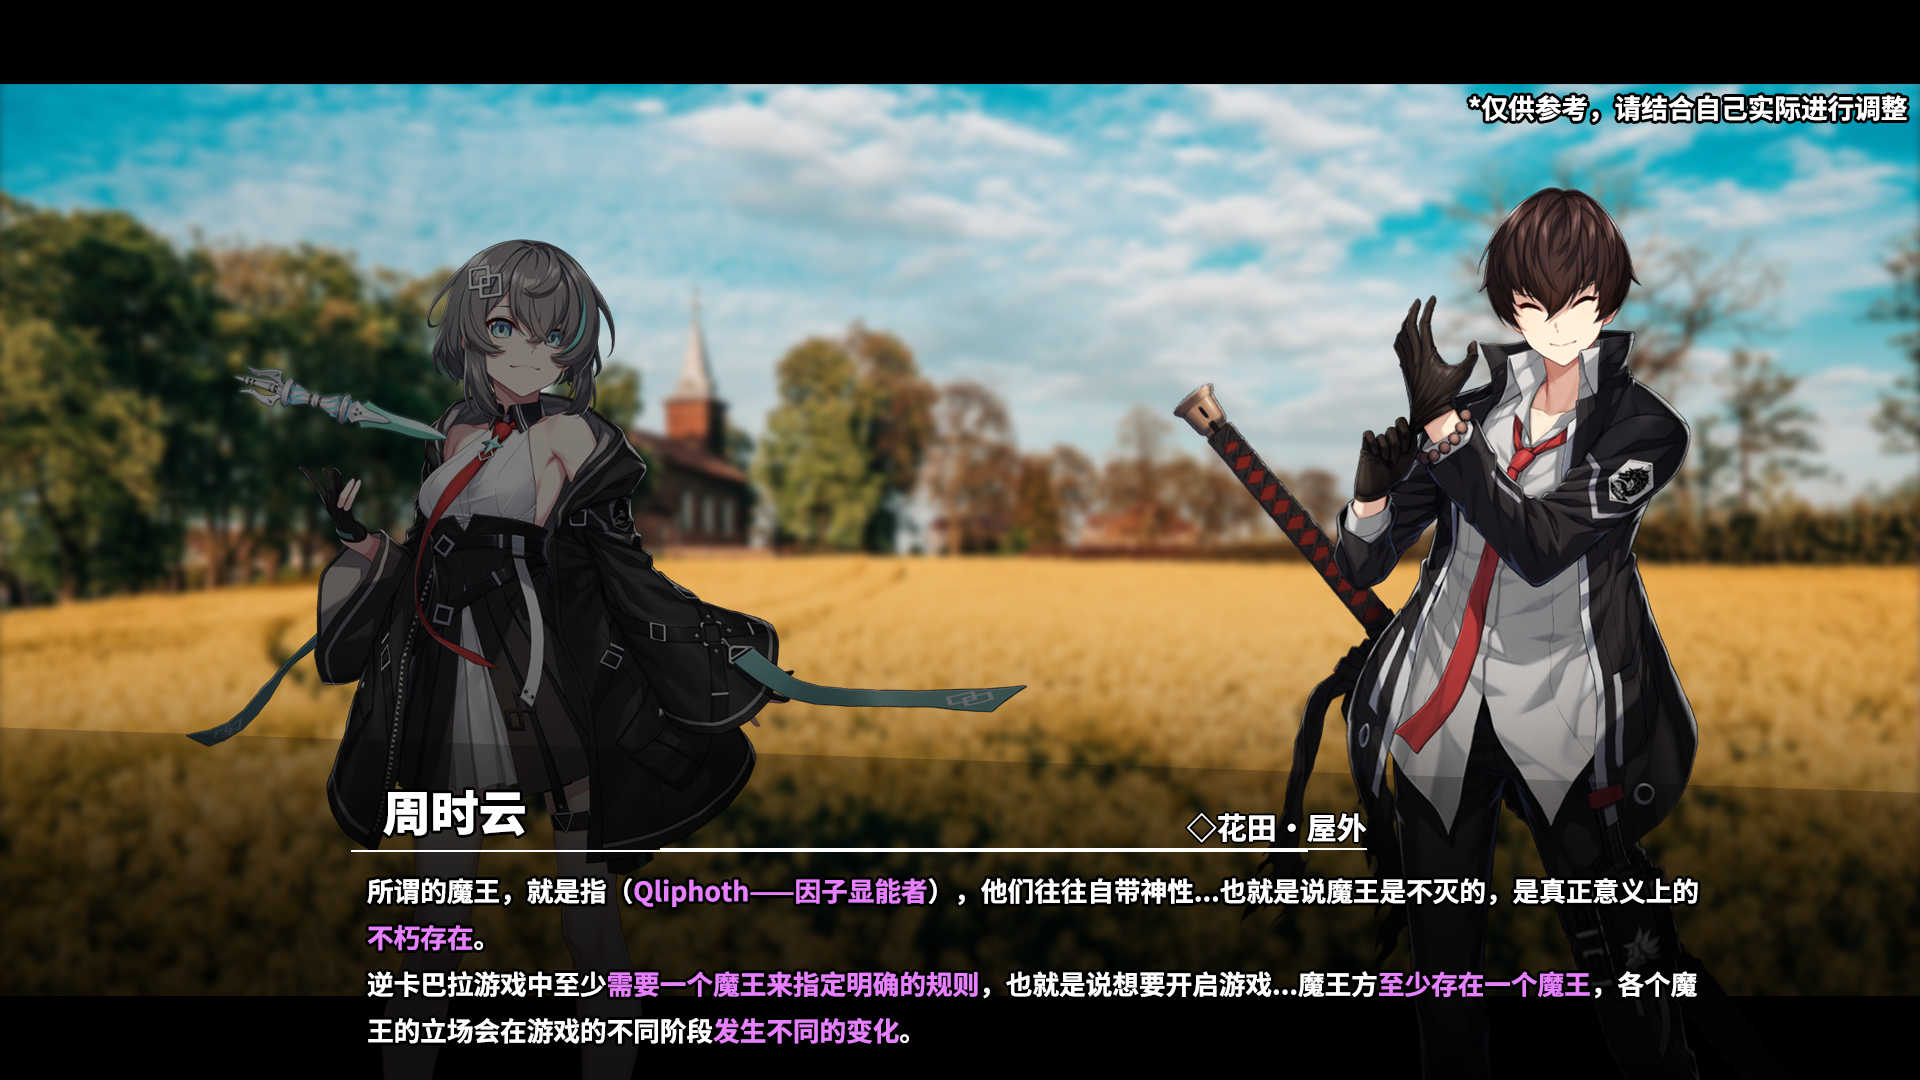 *仅供参考，请结合自己实际进行调整
周时云
◇花田・屋外
所谓的魔王，就是指（Qliphoth——因子显能者），他们往往自带神性...也就是说魔王是不灭的，是真正意义上的
不朽存在。
逆卡巴拉游戏中至少需要一个魔王来指定明确的规则，也就是说想要开启游戏...魔王方至少存在一个魔王，各个魔
王的立场会在游戏的不同阶段发生不同的变化。